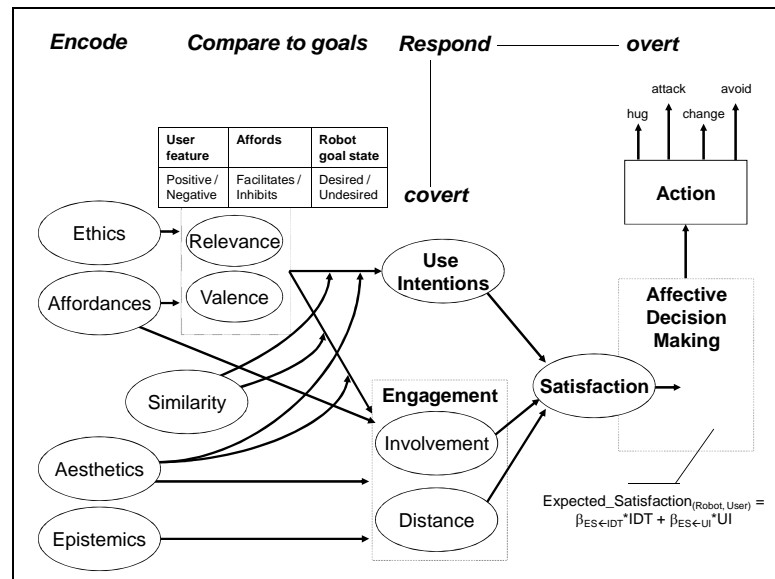 Encode Compare to goals Respond overt
attack avoid
hug change
User feature Affords Robot goal state
Positive / Negative Facilitates / Inhibits Desired / Undesired
covert
Action
Ethics
Relevance
Use Intentions
Affordances
Valence
Affective Decision Making
Similarity
Engagement
Satisfaction
Involvement
Aesthetics
Distance
Epistemics
Expected_Satisfaction(Robot, User) =
βES←IDT*IDT + βES←UI*UI